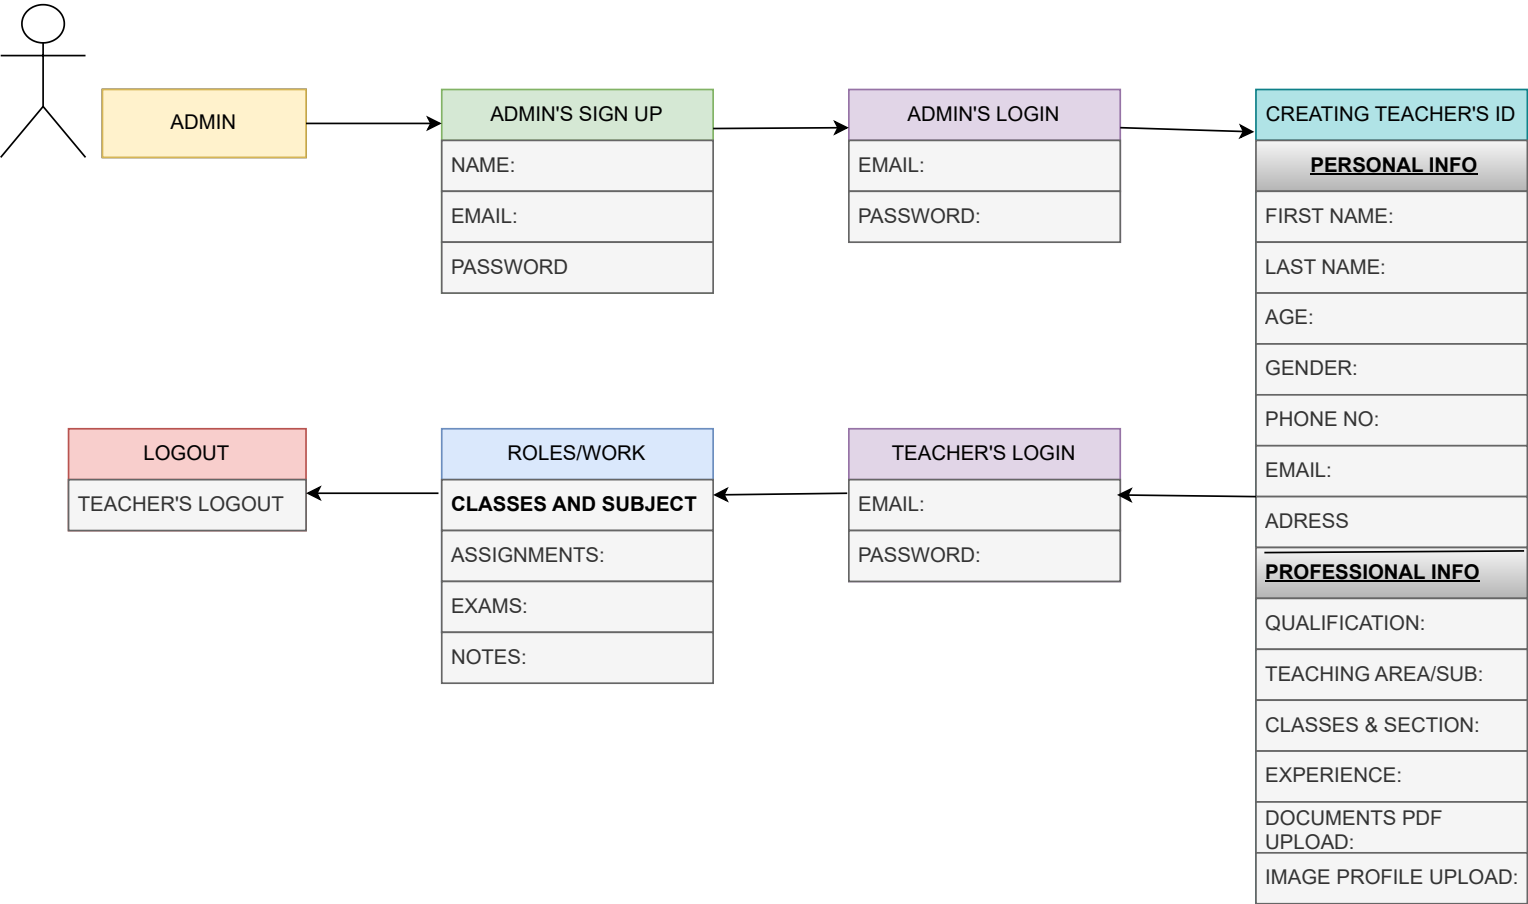 ADMIN
ADMIN'S SIGN UP
NAME:
EMAIL:
PASSWORD
ADMIN'S LOGIN
EMAIL:
PASSWORD:
CREATING TEACHER'S ID
PERSONAL INFO
FIRST NAME:
LAST NAME:
AGE:
GENDER:
PHONE NO:
EMAIL:
ADRESS
PROFESSIONAL INFO
QUALIFICATION:
TEACHING AREA/SUB:
CLASSES & SECTION:
EXPERIENCE:
DOCUMENTS PDF
UPLOAD:
IMAGE PROFILE UPLOAD:
TEACHER'S LOGIN
EMAIL:
PASSWORD:
ROLES/WORK
CLASSES AND SUBJECT
ASSIGNMENTS:
EXAMS:
NOTES:
LOGOUT
TEACHER'S LOGOUT